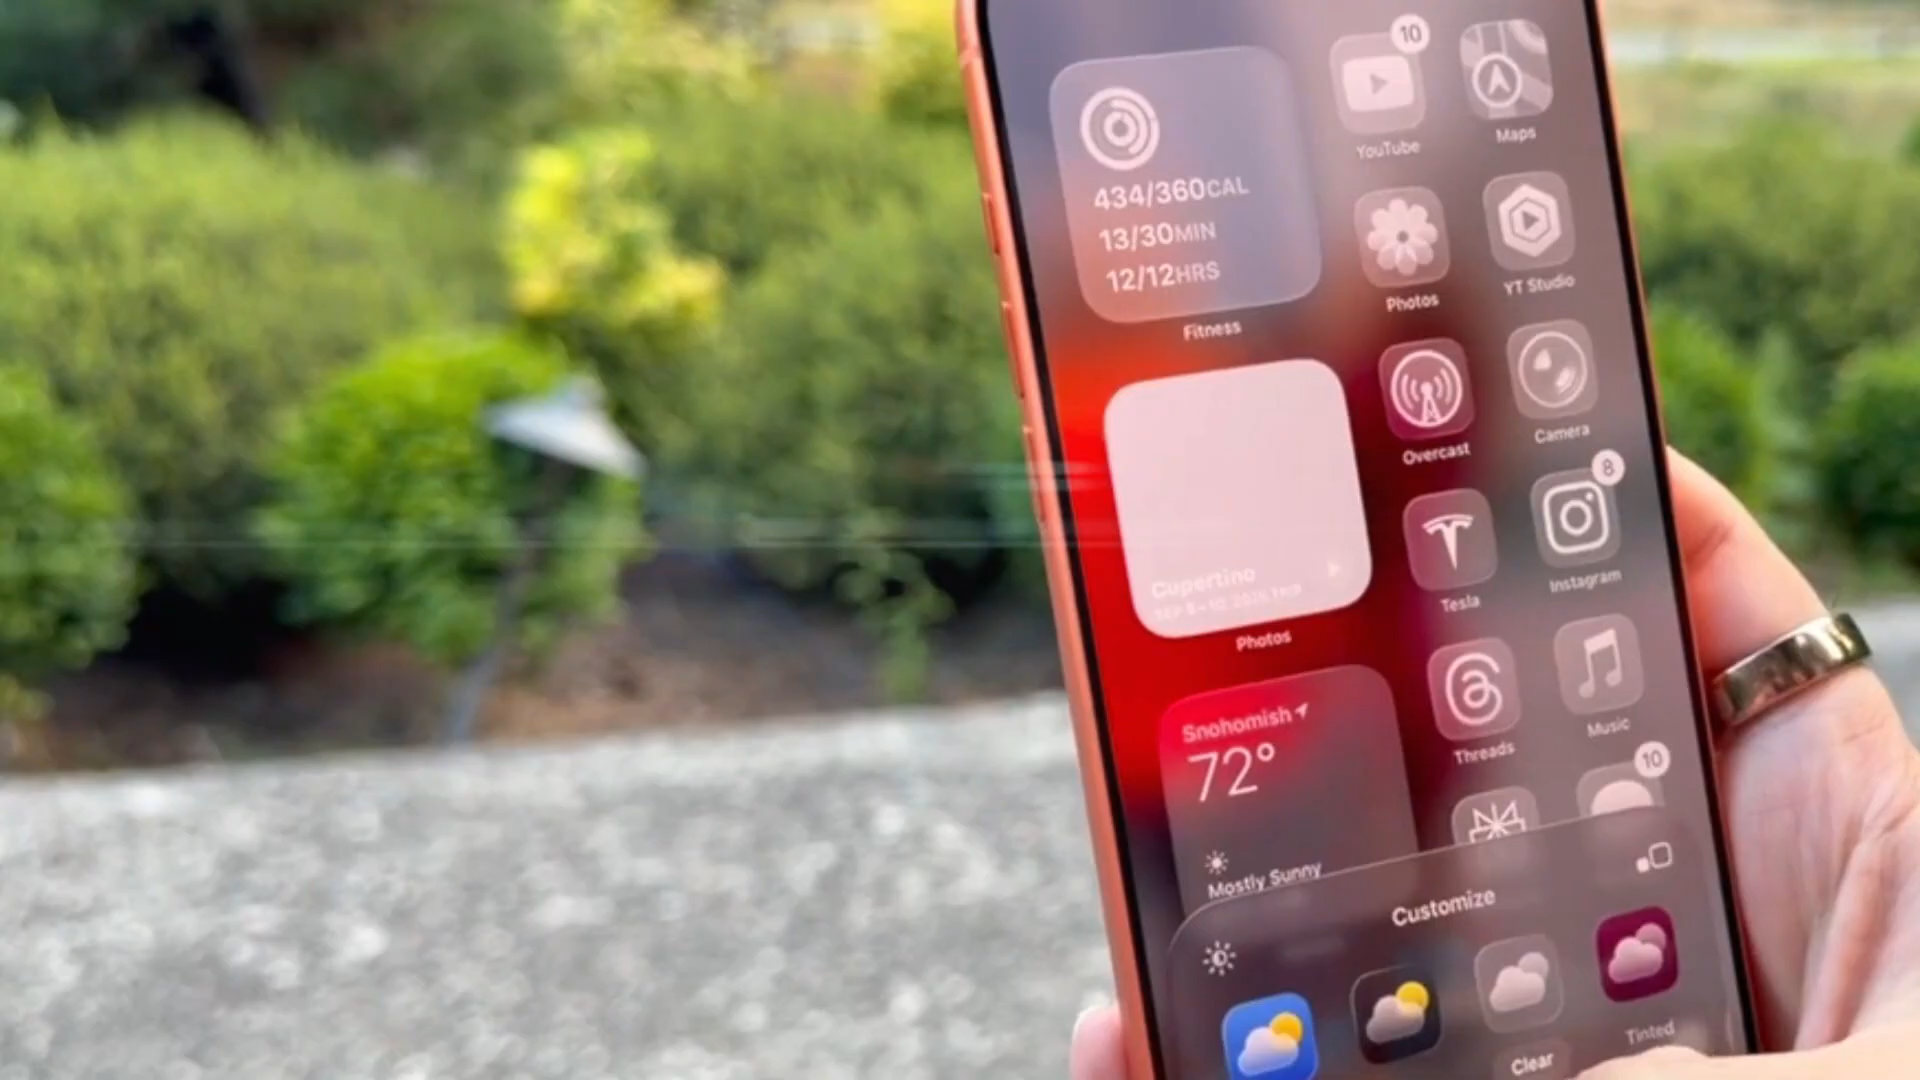 10
434/360CAL
13/30MIN
12/12HRS
Fitness
YouTube
Maps
Photos
YT Studio
Overcast
Camera
Cupertino
Photos
8
Tesla
Instagram
Snohomish
72°
Mostly Sunny
Threads
Music
10
Customize
Clear
Tinted